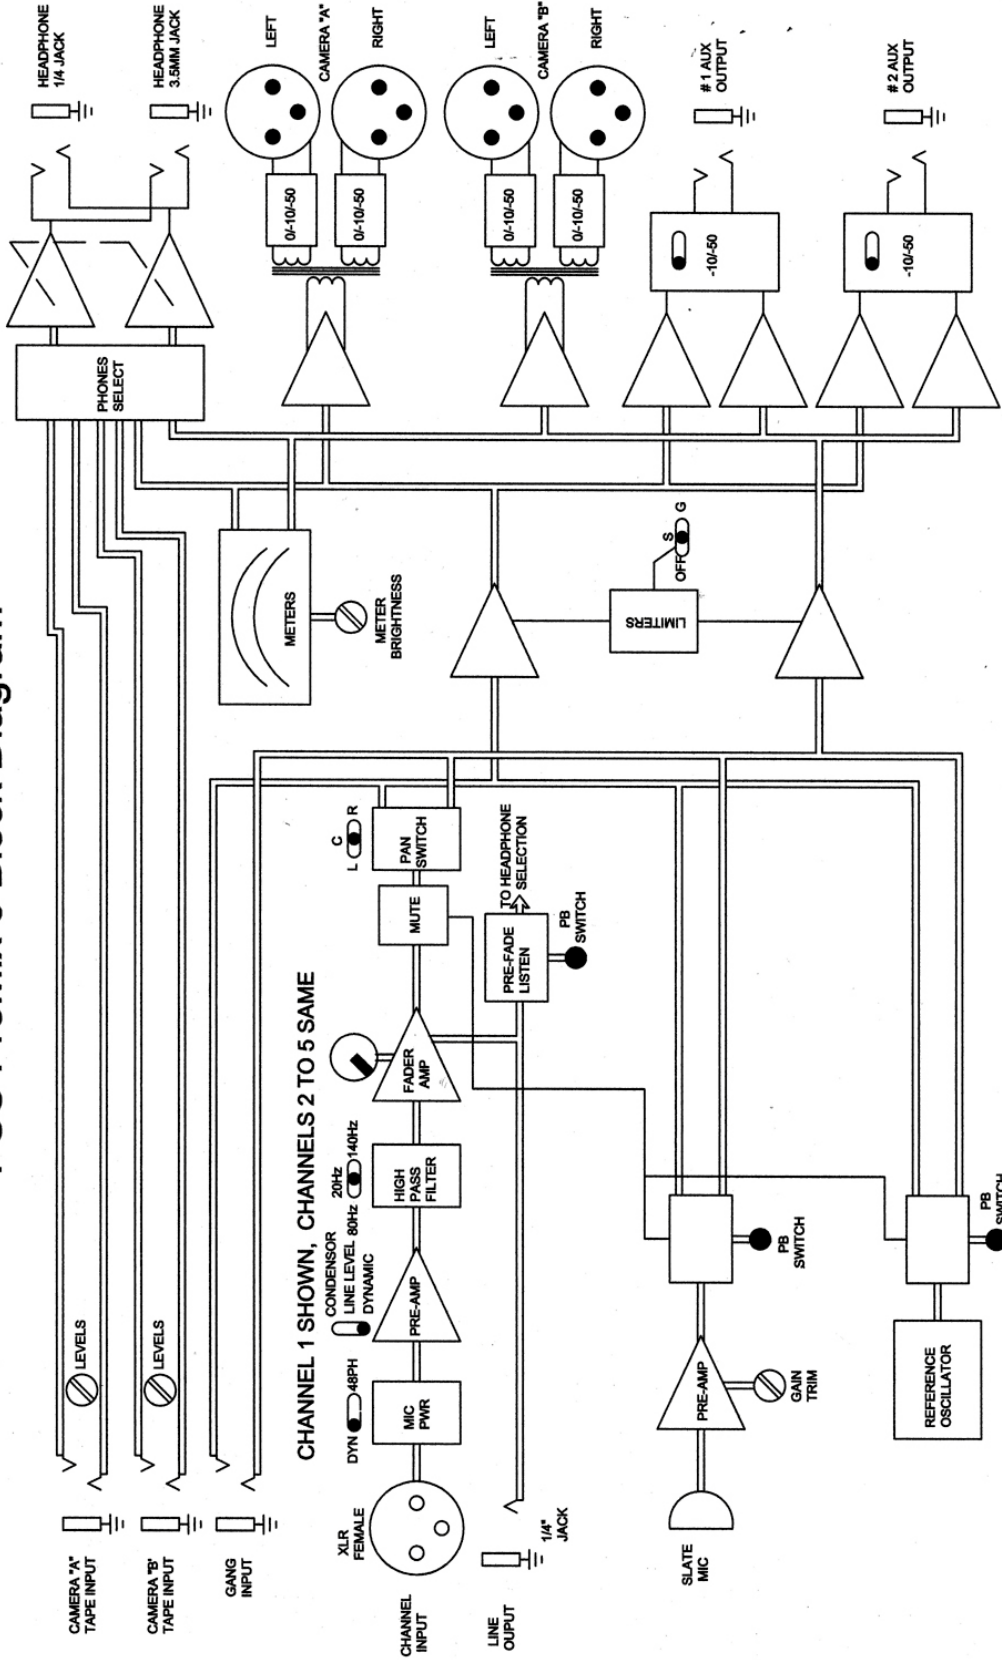 HEADPHONE
1/4 JACK
HEADPHONE
3.5MM JACK
LEFT
CAMERA "A"
RIGHT
LEFT
CAMERA "B"
RIGHT
# 1 AUX
OUTPUT
# 2 AUX
OUTPUT
0/-10/-50
0/-10/-50
0/-10/-50
0/-10/-50
-10/-50
-10/-50
PHONES
SELECT
METERS
METER
BRIGHTNESS
LIMITERS
OFF S G
L C R
PAN
SWITCH
MUTE
TO HEADPHONE
SELECTION
PRE-FADE
LISTEN
PB
SWITCH
CHANNEL 1 SHOWN, CHANNELS 2 TO 5 SAME
FADER
AMP
20Hz
80Hz 140Hz
HIGH
PASS
FILTER
CONDENSOR
LINE LEVEL
DYNAMIC
PRE-AMP
DYN 48PH
MIC
PWR
XLR
FEMALE
CHANNEL
INPUT
1/4"
JACK
LINE
OUPUT
LEVELS
LEVELS
CAMERA "A"
TAPE INPUT
CAMERA "B'
TAPE INPUT
GANG
INPUT
PB
SWITCH
PRE-AMP
GAIN
TRIM
SLATE
MIC
PB
SWITCH
REFERENCE
OSCILLATOR